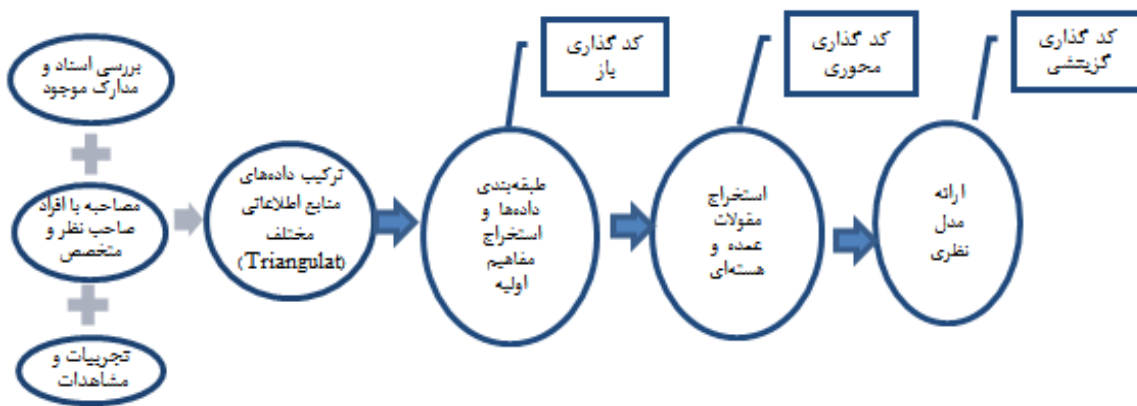 بررسی اسناد و
مدارک موجود
مصاحبه با افراد
صاحب نظر و
متخصص
تجربیات و
مشاهدات
ترکیب داده‌های
منابع اطلاعاتی
مختلف
(Triangulat)
کد گذاری
باز
طبقه‌بندی
داده‌ها و
استخراج
مفاهیم
اولیه
کد گذاری
محوری
استخراج
مقولات
عمده و
هسته‌ای
کد گذاری
گزینشی
ارائه
مدل
نظری